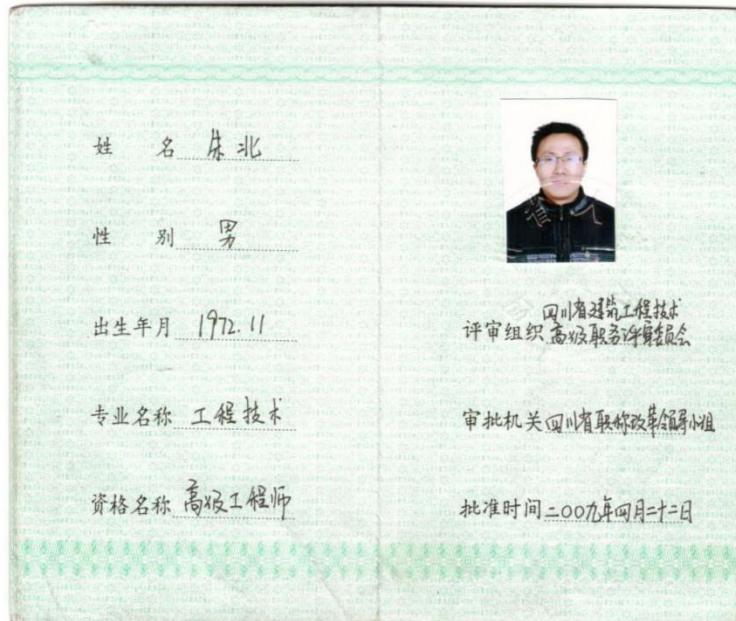 姓 名 朱北
性 别 男
出生年月 1972.11
专业名称 工程技术
资格名称 高级工程师
评审组织 四川省建筑工程技术
高级职务评审委员会
审批机关 四川省职称改革领导小组
批准时间 二00九年四月二十二日